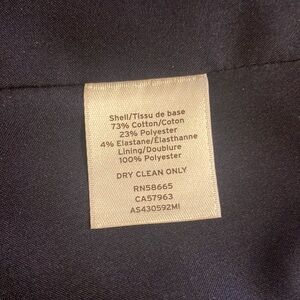 Shell/Tissu de base
73% Cotton/Coton
23% Polyester
4% Elastane/Élasthanne
Lining/Doublure
100% Polyester
DRY CLEAN ONLY
RN58665
CA57963
AS430592MI